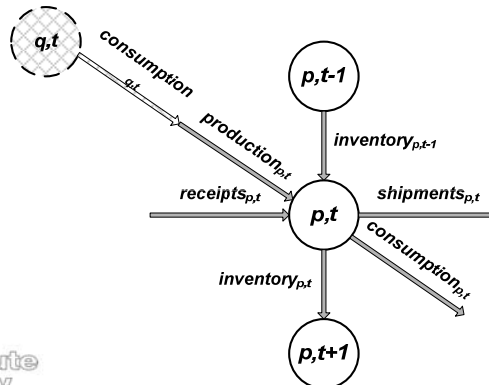 q,t
consumption
q,t
p,t-1
production p,t
inventory p,t-1
receipts p,t
p,t
shipments p,t
consumption p,t
inventory p,t
p,t+1